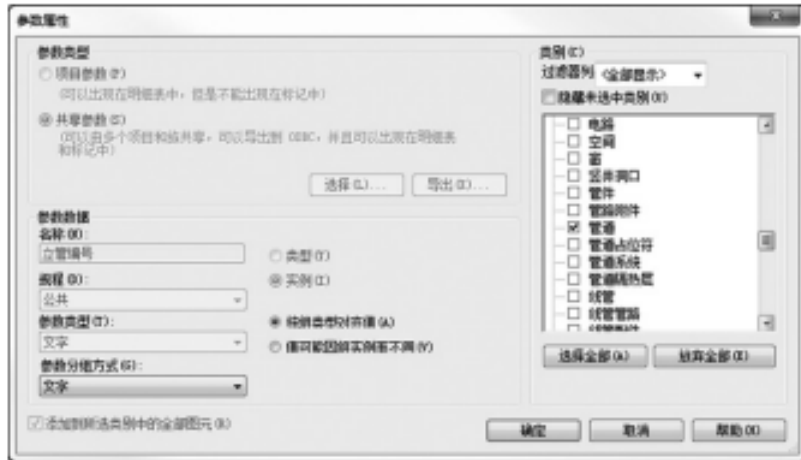 参数属性
参数类型
项目参数(P)
(可以出现在明细表中，但是不能出现在标记中)
共享参数(S)
(可以由多个项目和族共享，可以导出到 ODBC，并且可以出现在明细表
和标记中)
选择(L)...
导出(X)...
参数数据
名称(N):
立管编号
类型(Y)
规程(D):
实例(I)
公共
参数类型(T):
按组类型对齐值(A)
文字
值可能因组实例而不同(V)
参数分组方式(G):
文字
添加到所选类别中的全部图元(R)
类别(C)
过滤器列
<全部显示>
隐藏未选中类别(U)
电路
空间
窗
竖井洞口
管件
管路附件
管道
管道占位符
管道系统
管道隔热层
线管
线管管路
线管附件
选择全部(A)
放弃全部(E)
确定
取消
帮助(H)